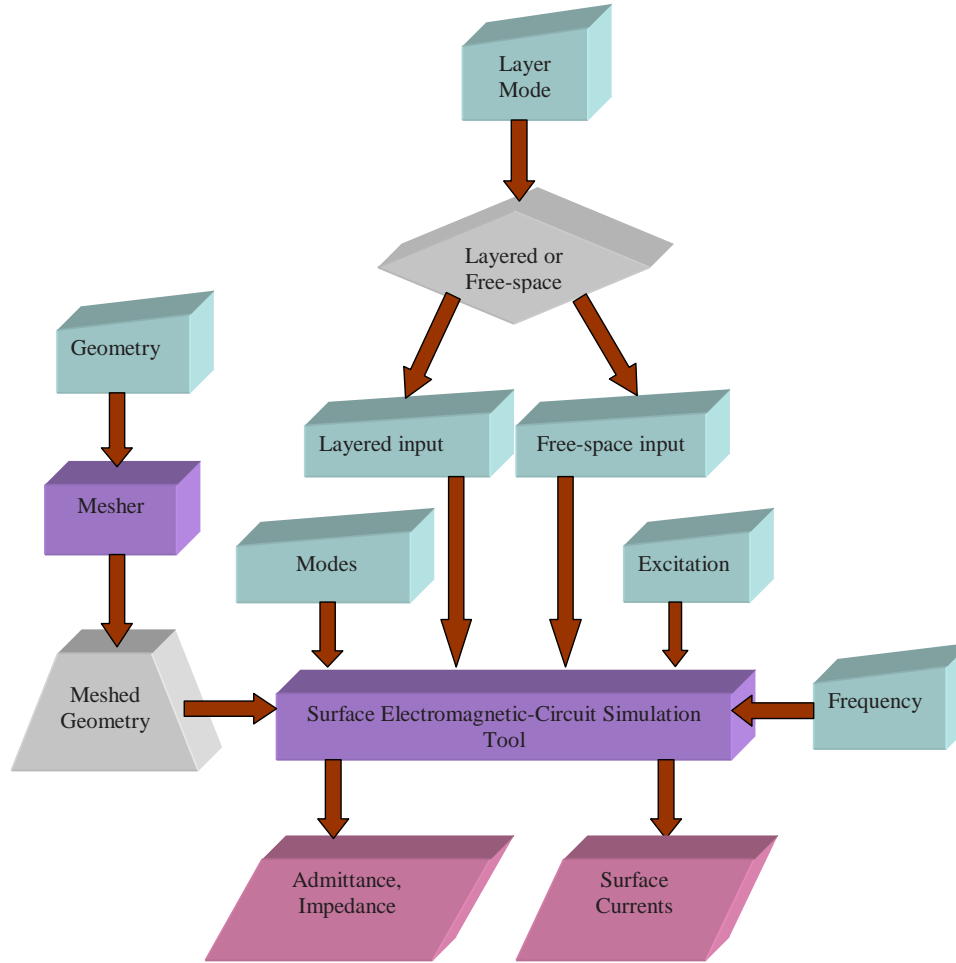 Layer
Mode
Layered or
Free-space
Geometry
Layered input
Free-space input
Mesher
Modes
Excitation
Meshed
Geometry
Surface Electromagnetic-Circuit Simulation
Tool
Frequency
Admittance,
Impedance
Surface
Currents